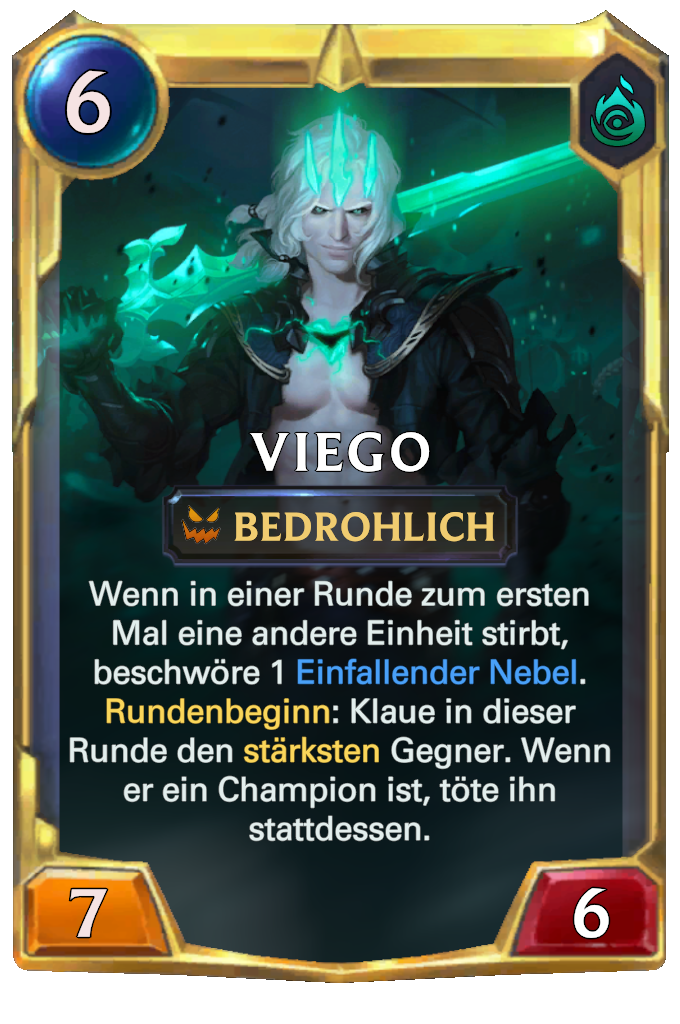 6
VIEGO
BEDROHLICH
Wenn in einer Runde zum ersten
Mal eine andere Einheit stirbt,
beschwöre 1 Einfallender Nebel.
Rundenbeginn: Klaue in dieser
Runde den stärksten Gegner. Wenn
er ein Champion ist, töte ihn
stattdessen.
7
6